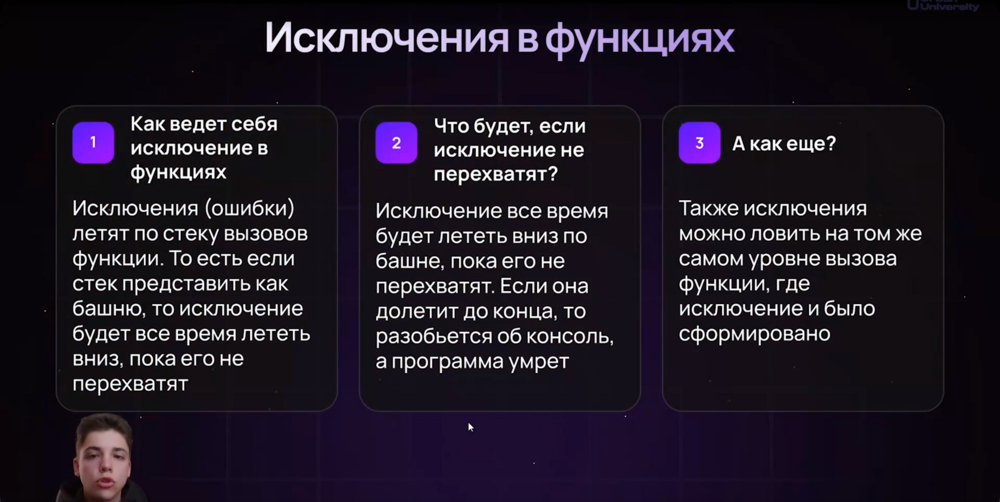 University
Исключения в функциях
1
Как ведет себя
исключение в
функциях
Исключения (ошибки)
летят по стеку вызовов
функции. То есть если
стек представить как
башню, то исключение
будет все время лететь
вниз, пока его не
перехватят
2
Что будет, если
исключение не
перехватят?
Исключение все время
будет лететь вниз по
башне, пока его не
перехватят. Если она
долетит до конца, то
разобьется об консоль,
а программа умрет
3
А как еще?
Также исключения
можно ловить на том же
самом уровне вызова
функции, где
исключение и было
сформировано